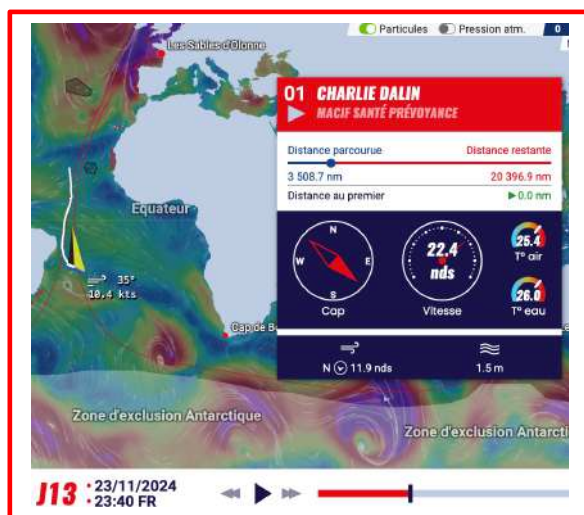 Particules Pression atm. 0
Les Sables d'Olonne
01 CHARLIE DALIN
MACIF SANTÉ PRÉVOYANCE
Distance parcourue Distance restante
3 508.7 nm 20 396.9 nm
Distance au premier ►0.0 nm
Equateur
N
W E
S
Cap
22.4
nds
Vitesse
25.4
T° air
26.0
T° eau
35°
10.4 kts
Cap de B
N 11.9 nds 1.5 m
Zone d'exclusion Antarctique
Zone d'exclusion Antarcti
J13 • 23/11/2024
• 23:40 FR